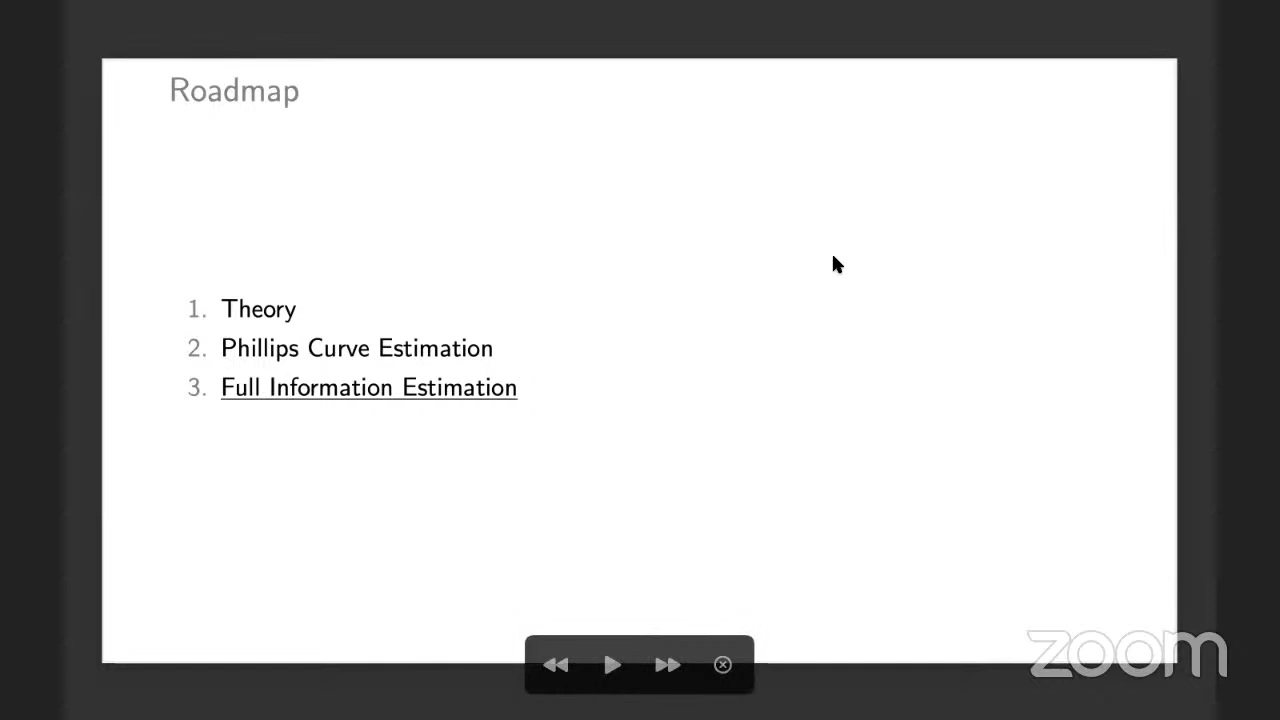 Roadmap
1. Theory
2. Phillips Curve Estimation
3. Full Information Estimation
zoom